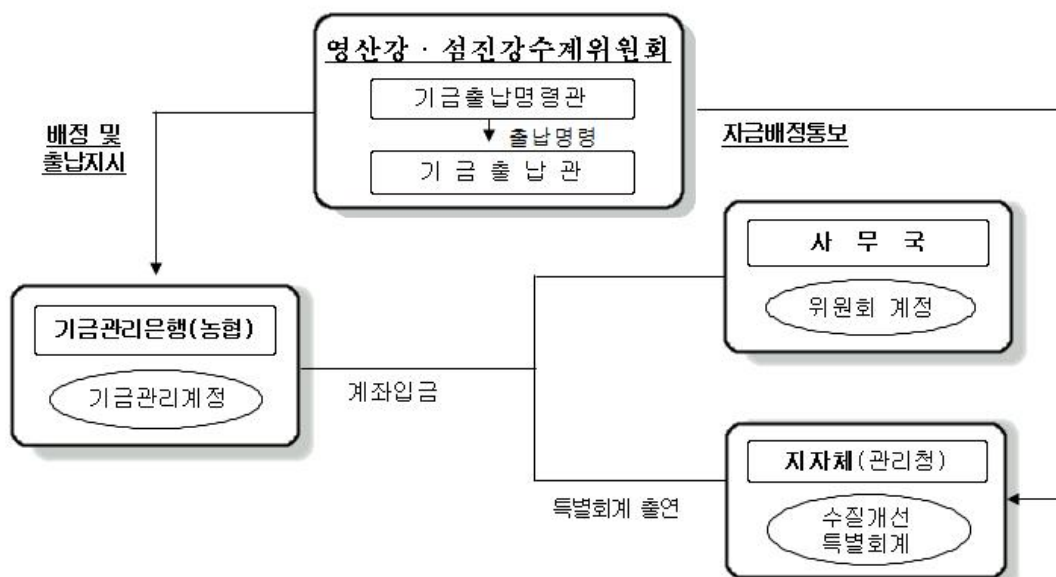 영산강 · 섬진강수계위원회
기금출납명령관
출납명령
기 금 출 납 관
배정 및
출납지시
자금배정통보
사 무 국
위원회 계정
기금관리은행(농협)
기금관리계정
계좌입금
지자체(관리청)
수질개선
특별회계
특별회계 출연